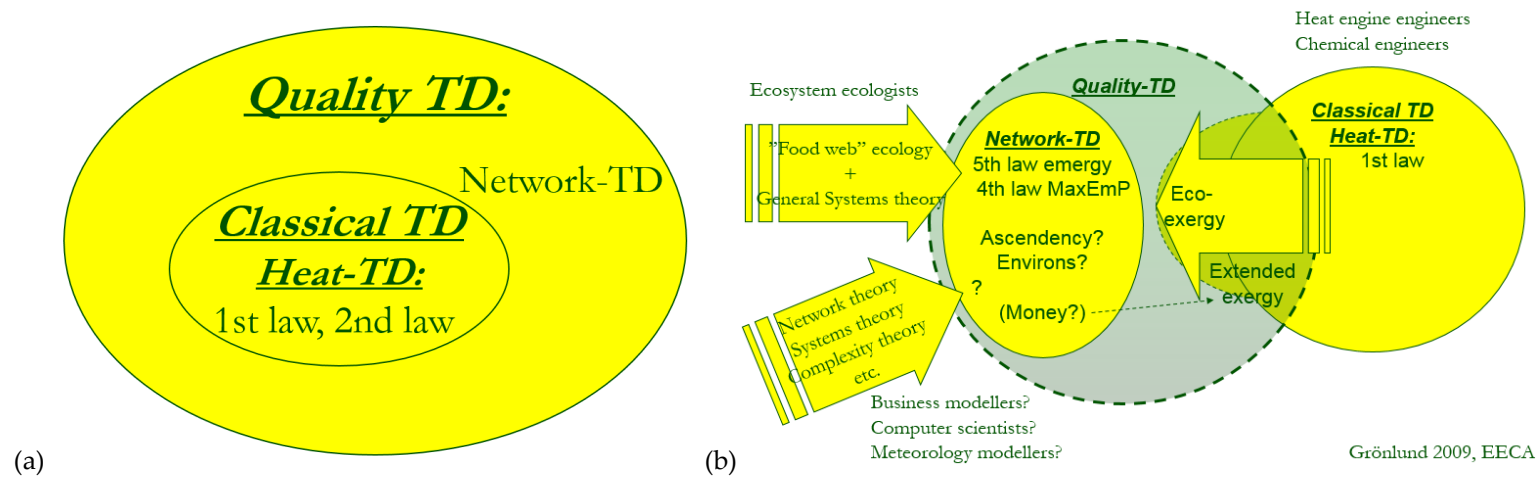 Quality TD:
Network-TD
Classical TD
Heat-TD:
1st law, 2nd law
(a)
Heat engine engineers
Chemical engineers
Ecosystem ecologists
Quality-TD
Classical TD
Heat-TD:
1st law
Network-TD
5th law emergy
4th law MaxEmP
"Food web" ecology
+
General Systems theory
Eco-
exergy
Ascendency?
Environs?
?
(Money?)
Extended
exergy
Network theory
Systems theory
Complexity theory
etc.
Business modellers?
Computer scientists?
Meteorology modellers?
(b)
Grönlund 2009, EECA